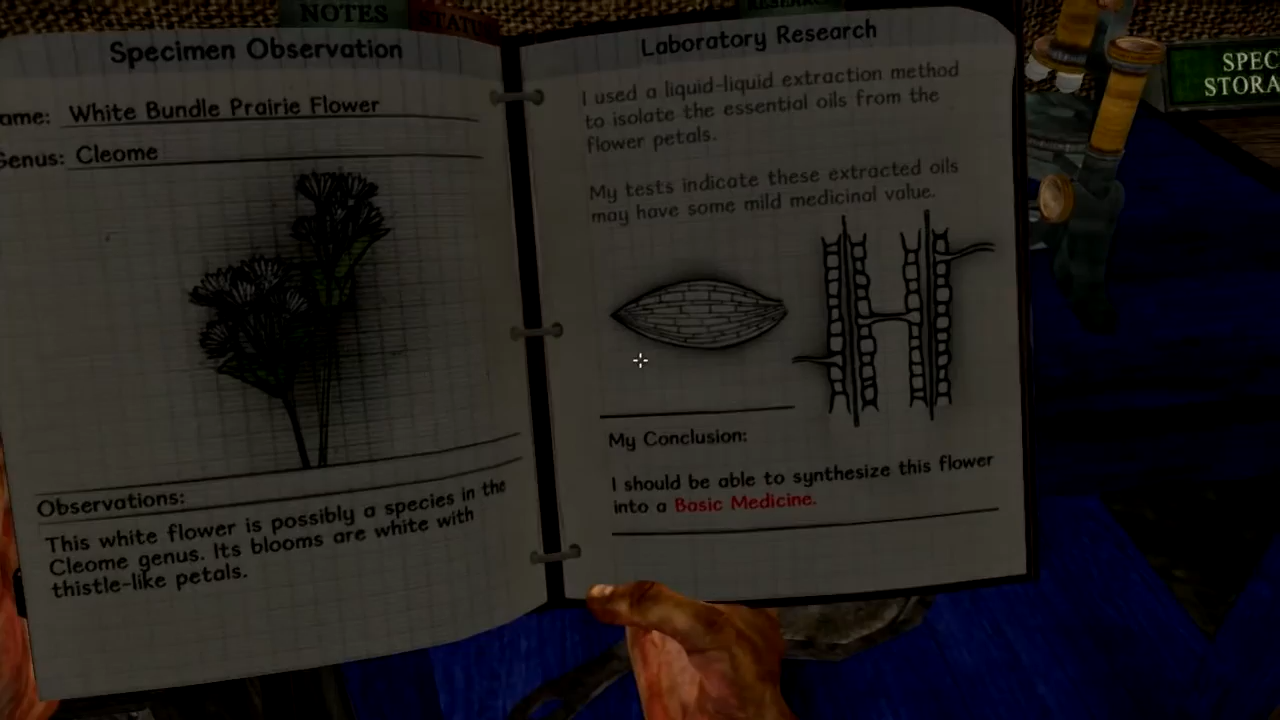 NOTES
Specimen Observation
White Bundle Prairie Flower
Genus: Cleome
Observations:
This white flower is possibly a species in the
Cleome genus. Its blooms are white with
thistle-like petals.
Laboratory Research
I used a liquid-liquid extraction method
to isolate the essential oils from the
flower petals.
My tests indicate these extracted oils
may have some mild medicinal value.
My Conclusion:
I should be able to synthesize this flower
into a Basic Medicine.
SPEC
STORA